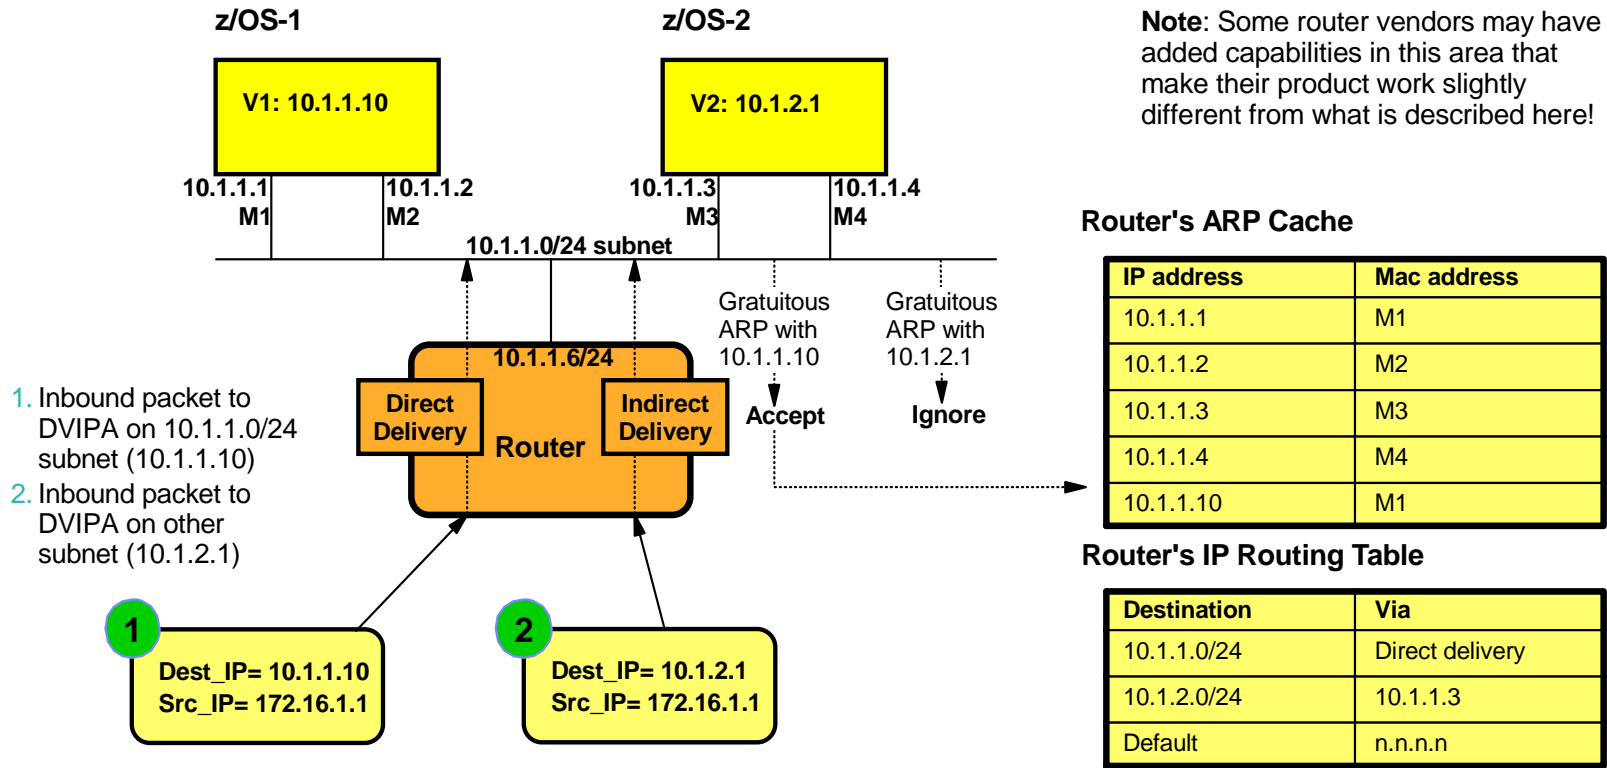 z/OS-1
z/OS-2
Note: Some router vendors may have
added capabilities in this area that
make their product work slightly
different from what is described here!
V1: 10.1.1.10
V2: 10.1.2.1
10.1.1.1
M1
10.1.1.2
M2
10.1.1.3
M3
10.1.1.4
M4
10.1.1.0/24 subnet
Gratuitous
ARP with
10.1.1.10
Accept
Gratuitous
ARP with
10.1.2.1
Ignore
10.1.1.6/24
Direct
Delivery
Router
Indirect
Delivery
1. Inbound packet to
DVIPA on 10.1.1.0/24
subnet (10.1.1.10)
2. Inbound packet to
DVIPA on other
subnet (10.1.2.1)
1
Dest_IP= 10.1.1.10
Src_IP= 172.16.1.1
2
Dest_IP= 10.1.2.1
Src_IP= 172.16.1.1
Router's ARP Cache
IP address Mac address
10.1.1.1 M1
10.1.1.2 M2
10.1.1.3 M3
10.1.1.4 M4
10.1.1.10 M1
Router's IP Routing Table
Destination Via
10.1.1.0/24 Direct delivery
10.1.2.0/24 10.1.1.3
Default n.n.n.n